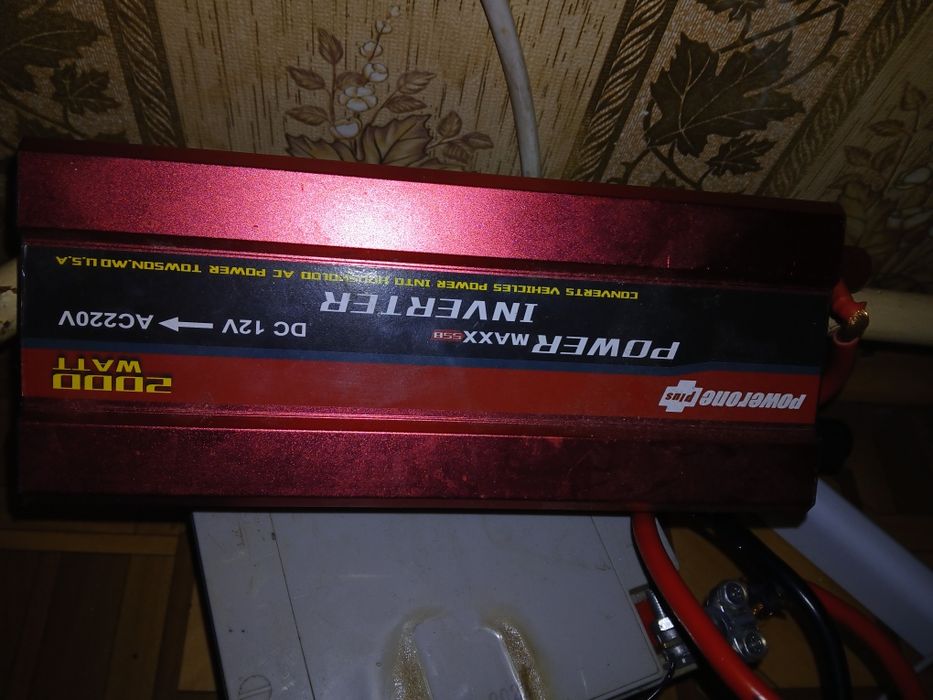 powerone plus
2000
WATT
POWER MAXX SSB
DC 12V → AC220V
INVERTER
CONVERTS VEHICLES POWER INTO HOUSHOLOD AC POWER TOWSON.MD U.S.A